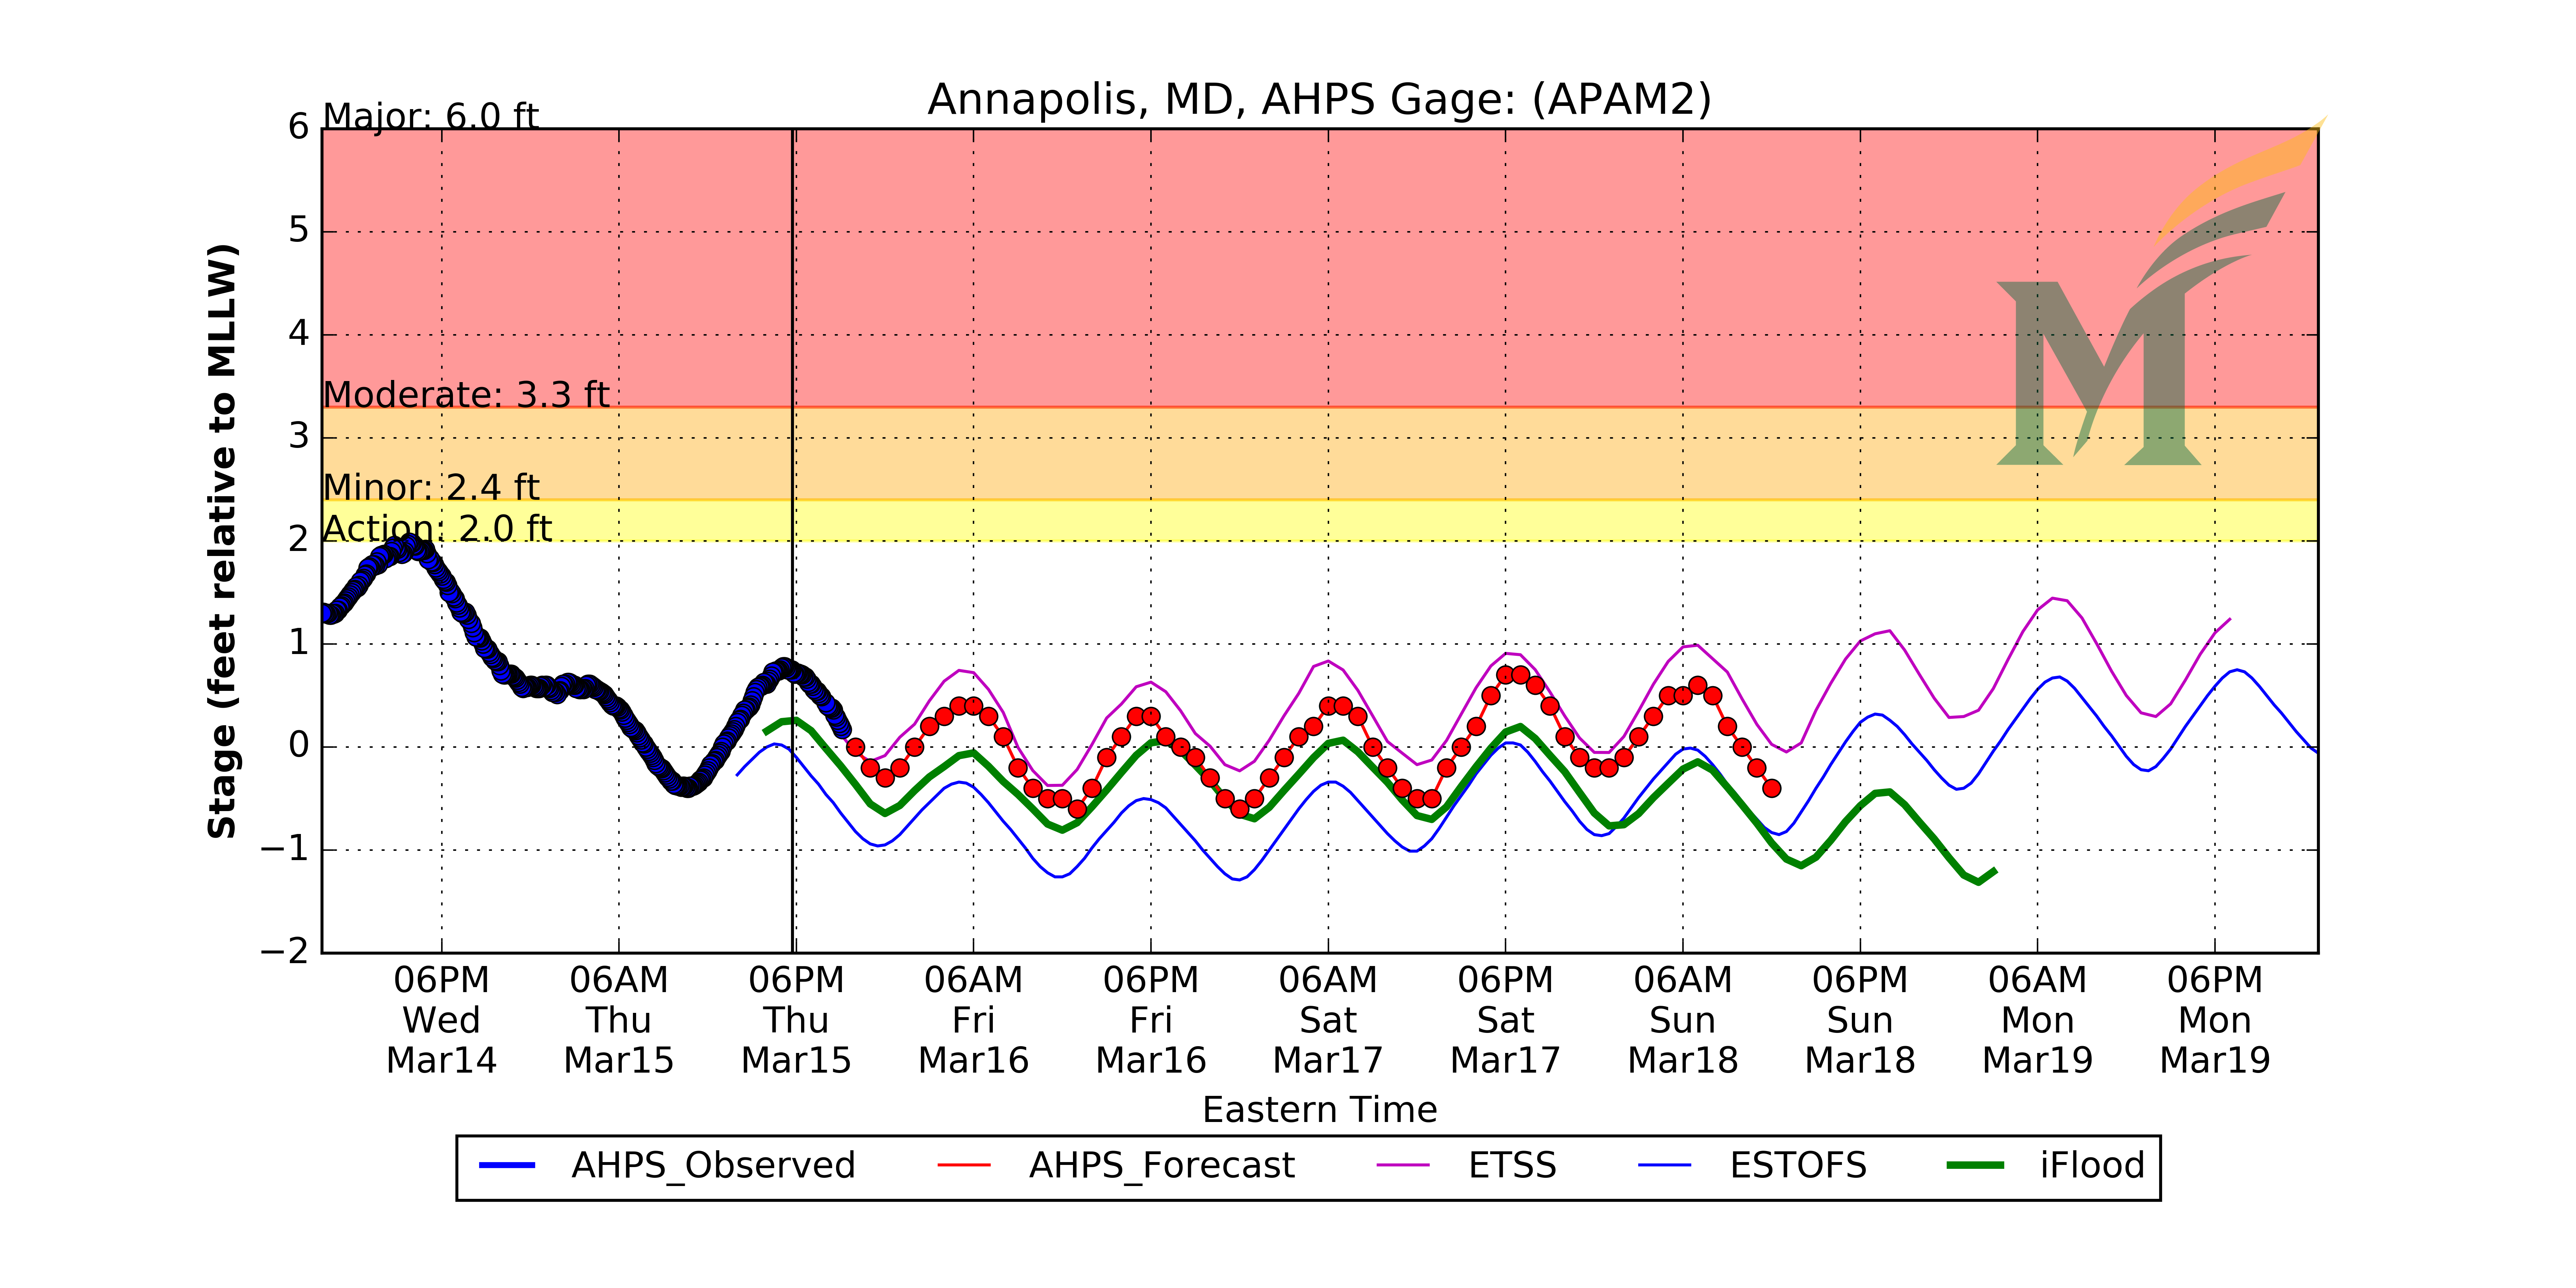 Annapolis, MD, AHPS Gage: (APAM2)
Major: 6.0 ft
Moderate: 3.3 ft
Minor: 2.4 ft
Action: 2.0 ft
6
5
4
3
2
1
0
−1
−2
Stage (feet relative to MLLW)
06PM 06AM 06PM 06AM 06PM 06AM 06PM 06AM 06PM 06AM 06PM
Wed Thu Thu Fri Fri Sat Sat Sun Sun Mon Mon
Mar14 Mar15 Mar15 Mar16 Mar16 Mar17 Mar17 Mar18 Mar18 Mar19 Mar19
Eastern Time
AHPS_Observed AHPS_Forecast ETSS ESTOFS iFlood